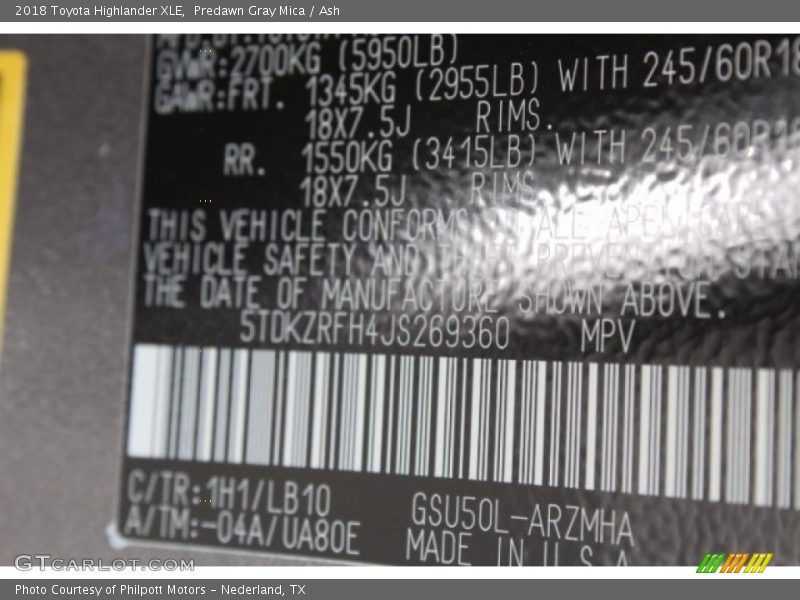 2018 Toyota Highlander XLE, Predawn Gray Mica / Ash
GVWR:2700KG (5950LB)
GAWR:FRT. 1345KG (2955LB) WITH 245/60R18
18X7.5J RIMS.
RR. 1550KG (3415LB) WITH 245/60R18
18X7.5J RIMS
THIS VEHICLE CONFORMS ALL
VEHICLE SAFETY AND
THE DATE OF MANUFACTURE SHOWN ABOVE.
5TDKZRFH4JS269360 MPV
C/TR:1H1/LB10
A/TM:-04A/UA80E
GSU50L-ARZMHA
MADE IN U.S.A
GTcarlot.com
Photo Courtesy of Philpott Motors - Nederland, TX